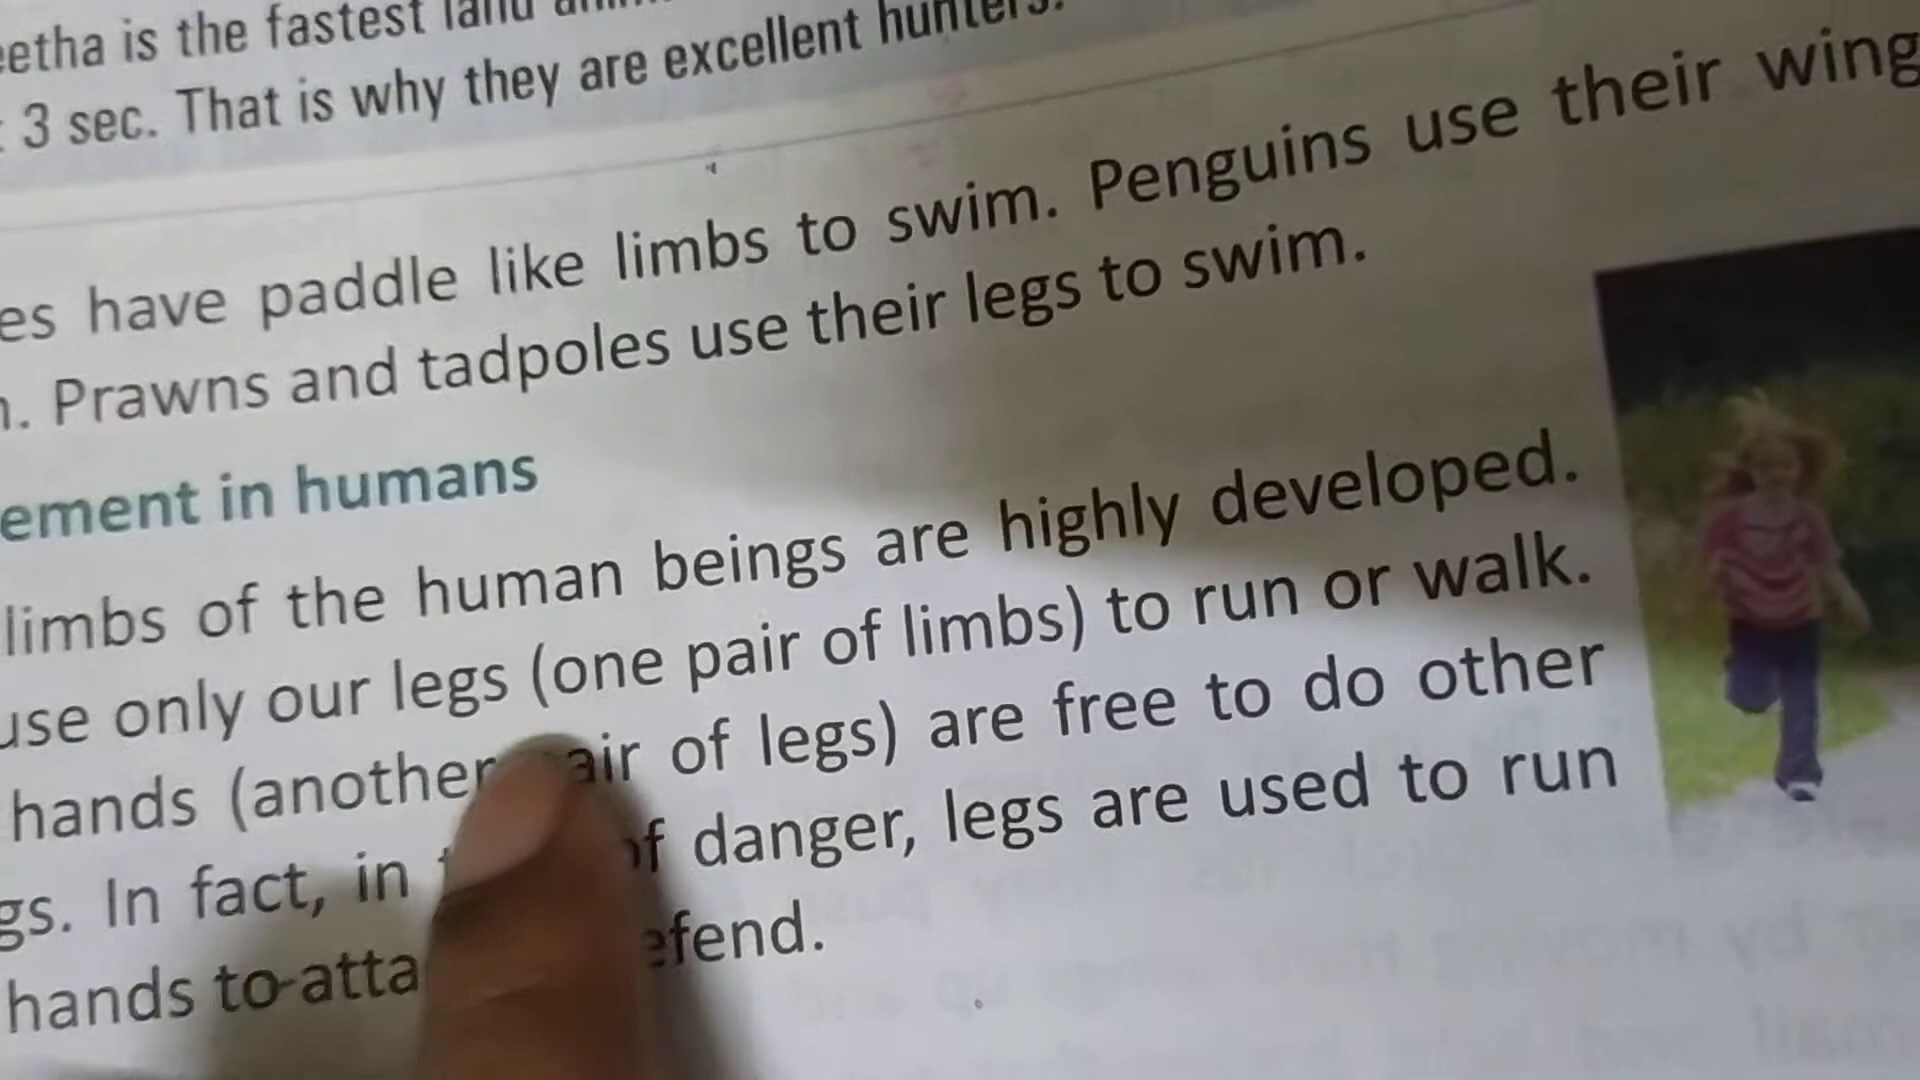 etha is the fastest land
3 sec. That is why they are excellent hunters.
es have paddle like limbs to swim. Penguins use their wing
. Prawns and tadpoles use their legs to swim.
ement in humans
limbs of the human beings are highly developed.
use only our legs (one pair of limbs) to run or walk.
hands (another air of legs) are free to do other
gs. In fact, in of danger, legs are used to run
hands to atta efend.